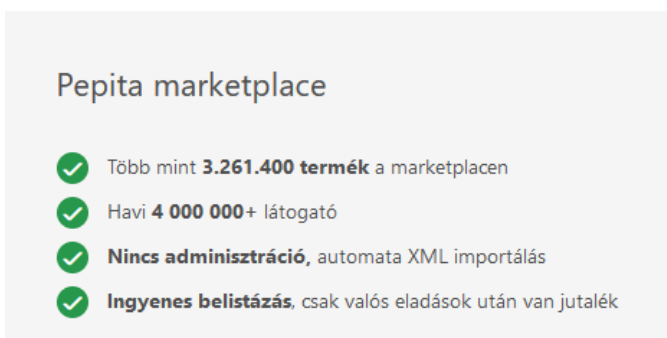 Pepita marketplace
Több mint 3.261.400 termék a marketplacen
Havi 4 000 000+ látogató
Nincs adminisztráció, automata XML importálás
Ingyenes belistázás, csak valós eladások után van jutalék